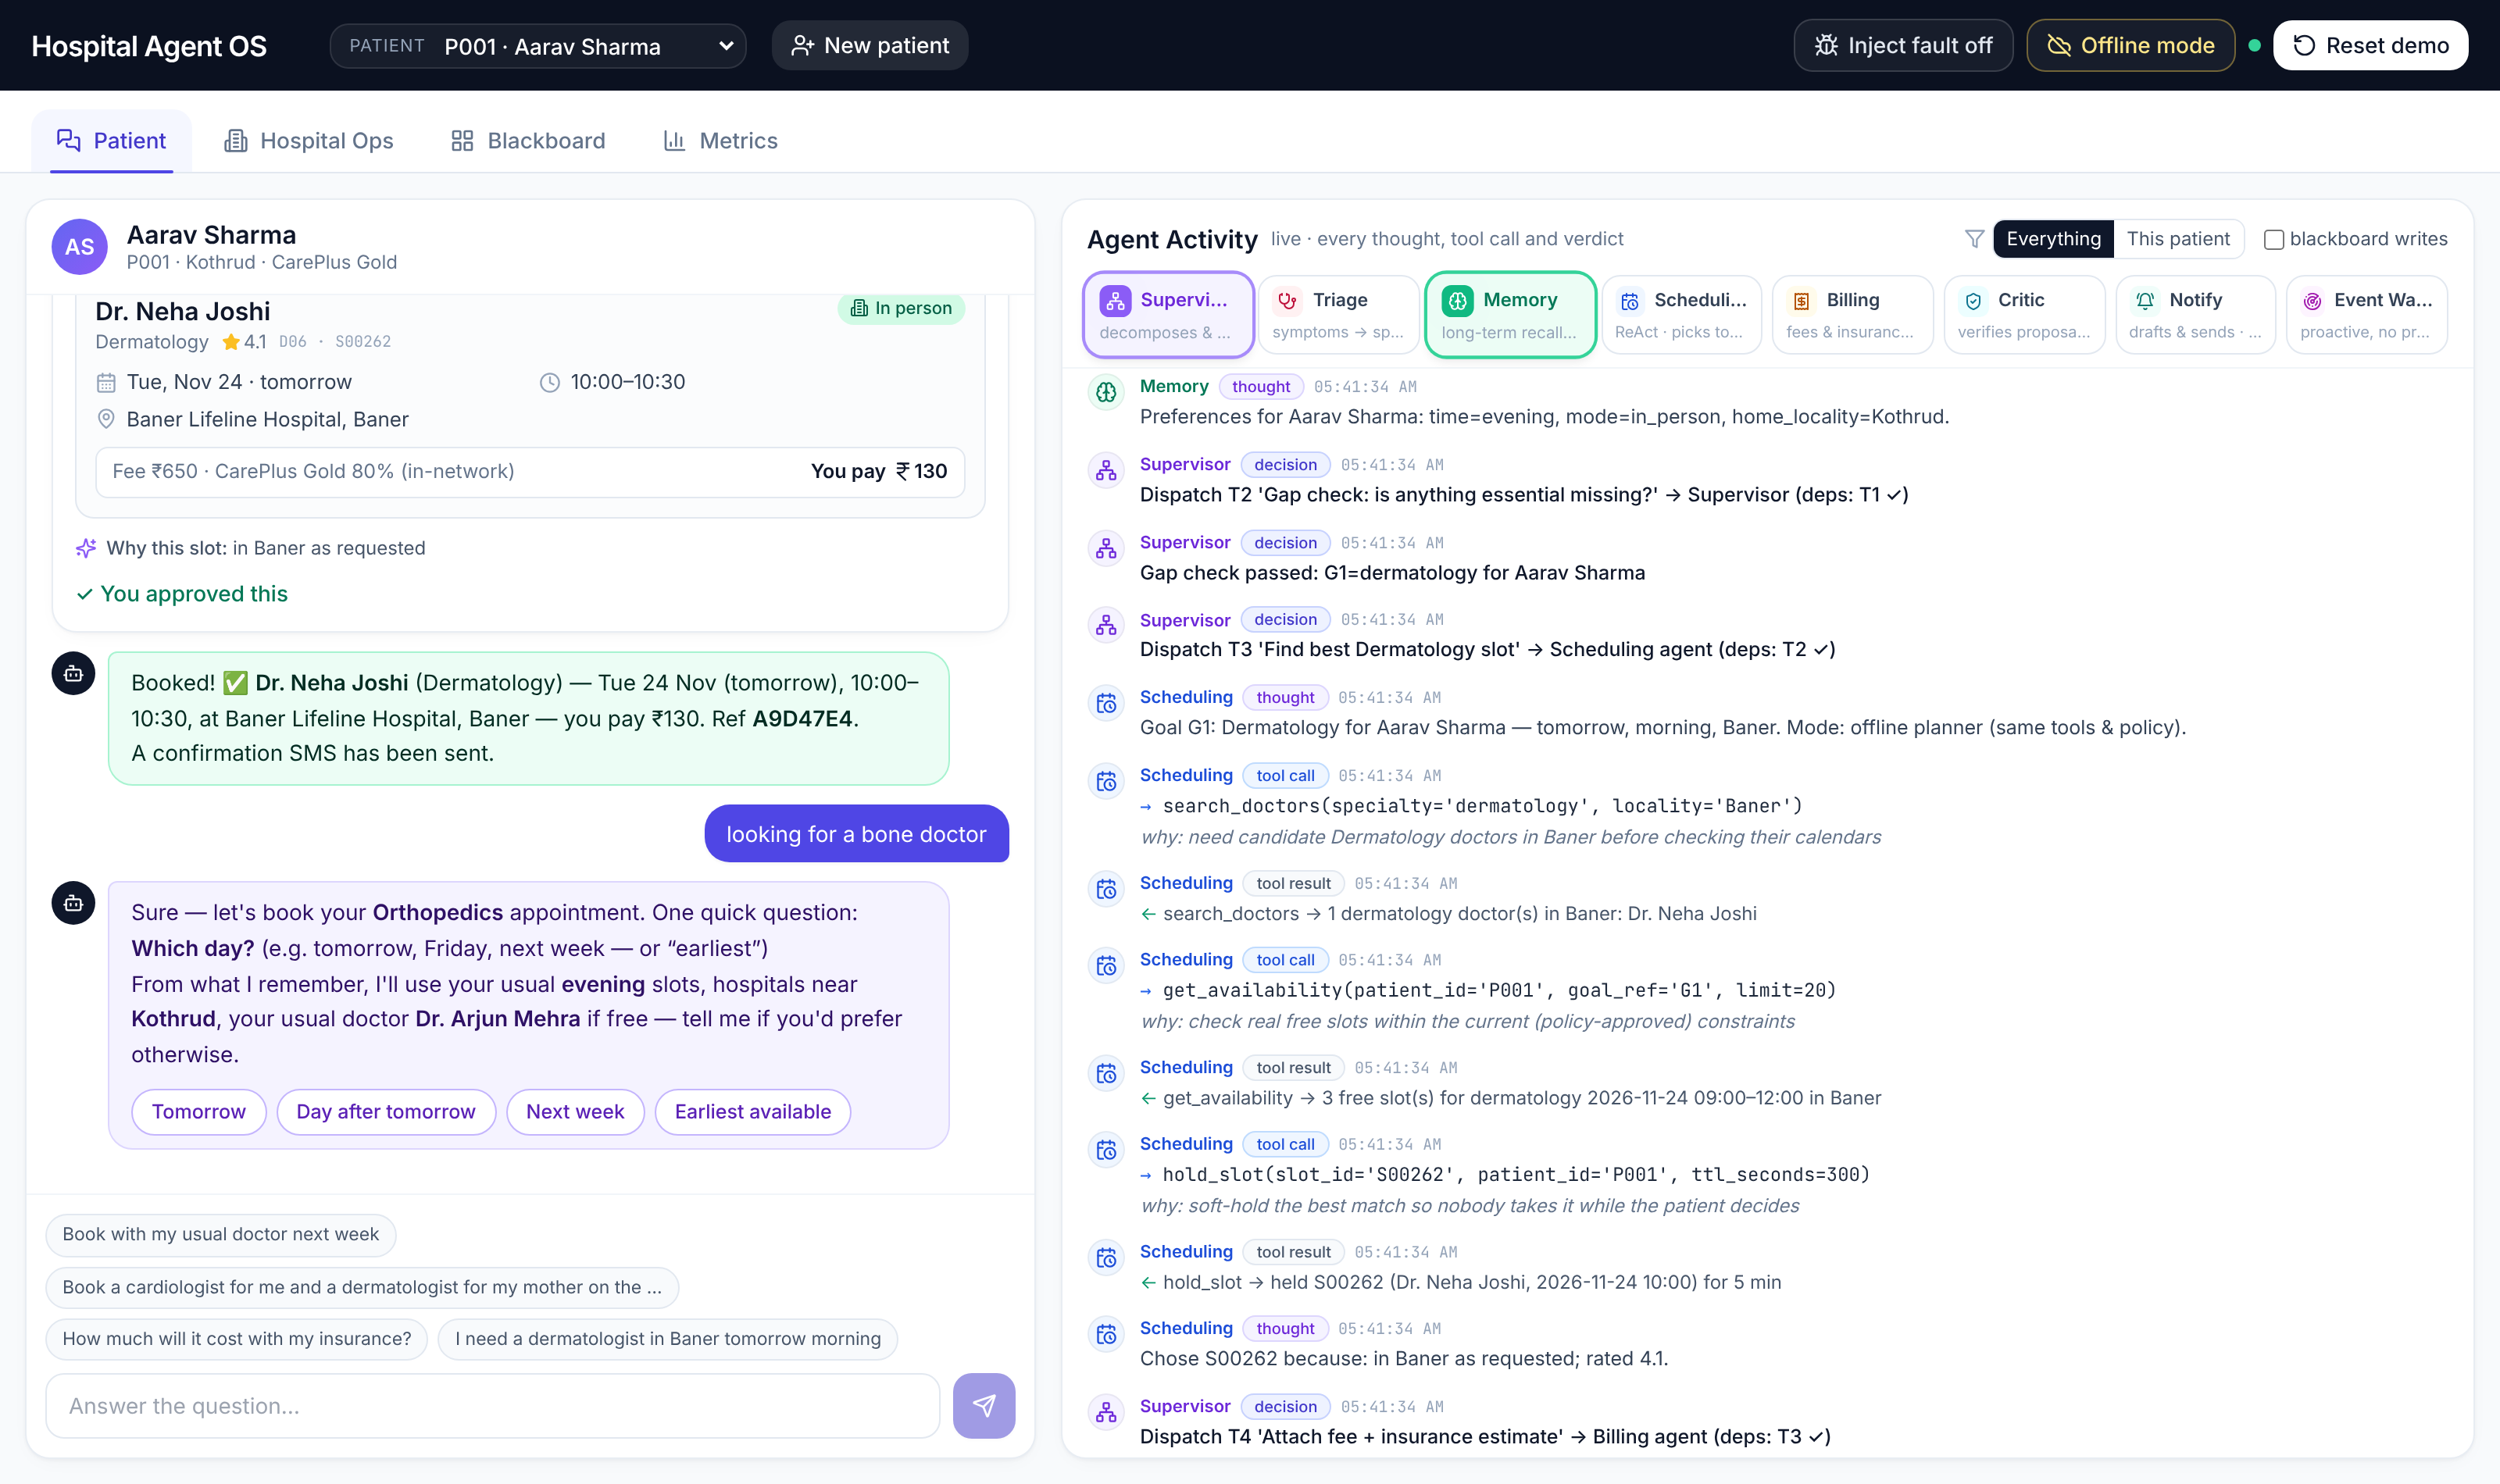 Hospital Agent OS
PATIENT P001 · Aarav Sharma
New patient
Inject fault off
Offline mode
Reset demo
Patient
Hospital Ops
Blackboard
Metrics
AS
Aarav Sharma
P001 · Kothrud · CarePlus Gold
Dr. Neha Joshi
In person
Dermatology ⭐ 4.1 D06 · S00262
Tue, Nov 24 · tomorrow
10:00–10:30
Baner Lifeline Hospital, Baner
Fee ₹650 · CarePlus Gold 80% (in-network)
You pay ₹130
Why this slot: in Baner as requested
✓ You approved this
Booked! ✅ Dr. Neha Joshi (Dermatology) — Tue 24 Nov (tomorrow), 10:00–
10:30, at Baner Lifeline Hospital, Baner — you pay ₹130. Ref A9D47E4.
A confirmation SMS has been sent.
looking for a bone doctor
Sure — let's book your Orthopedics appointment. One quick question:
Which day? (e.g. tomorrow, Friday, next week — or “earliest”)
From what I remember, I'll use your usual evening slots, hospitals near
Kothrud, your usual doctor Dr. Arjun Mehra if free — tell me if you'd prefer
otherwise.
Tomorrow
Day after tomorrow
Next week
Earliest available
Book with my usual doctor next week
Book a cardiologist for me and a dermatologist for my mother on the ...
How much will it cost with my insurance?
I need a dermatologist in Baner tomorrow morning
Answer the question...
Agent Activity live · every thought, tool call and verdict
Everything
This patient
blackboard writes
Supervi...
decomposes & ...
Triage
symptoms → sp...
Memory
long-term recall...
Scheduli...
ReAct · picks to...
Billing
fees & insuranc...
Critic
verifies proposa...
Notify
drafts & sends · ...
Event Wa...
proactive, no pr...
Memory thought 05:41:34 AM
Preferences for Aarav Sharma: time=evening, mode=in_person, home_locality=Kothrud.
Supervisor decision 05:41:34 AM
Dispatch T2 'Gap check: is anything essential missing?' → Supervisor (deps: T1 ✓)
Supervisor decision 05:41:34 AM
Gap check passed: G1=dermatology for Aarav Sharma
Supervisor decision 05:41:34 AM
Dispatch T3 'Find best Dermatology slot' → Scheduling agent (deps: T2 ✓)
Scheduling thought 05:41:34 AM
Goal G1: Dermatology for Aarav Sharma — tomorrow, morning, Baner. Mode: offline planner (same tools & policy).
Scheduling tool call 05:41:34 AM
→ search_doctors(specialty='dermatology', locality='Baner')
why: need candidate Dermatology doctors in Baner before checking their calendars
Scheduling tool result 05:41:34 AM
← search_doctors → 1 dermatology doctor(s) in Baner: Dr. Neha Joshi
Scheduling tool call 05:41:34 AM
→ get_availability(patient_id='P001', goal_ref='G1', limit=20)
why: check real free slots within the current (policy-approved) constraints
Scheduling tool result 05:41:34 AM
← get_availability → 3 free slot(s) for dermatology 2026-11-24 09:00–12:00 in Baner
Scheduling tool call 05:41:34 AM
→ hold_slot(slot_id='S00262', patient_id='P001', ttl_seconds=300)
why: soft-hold the best match so nobody takes it while the patient decides
Scheduling tool result 05:41:34 AM
← hold_slot → held S00262 (Dr. Neha Joshi, 2026-11-24 10:00) for 5 min
Scheduling thought 05:41:34 AM
Chose S00262 because: in Baner as requested; rated 4.1.
Supervisor decision 05:41:34 AM
Dispatch T4 'Attach fee + insurance estimate' → Billing agent (deps: T3 ✓)